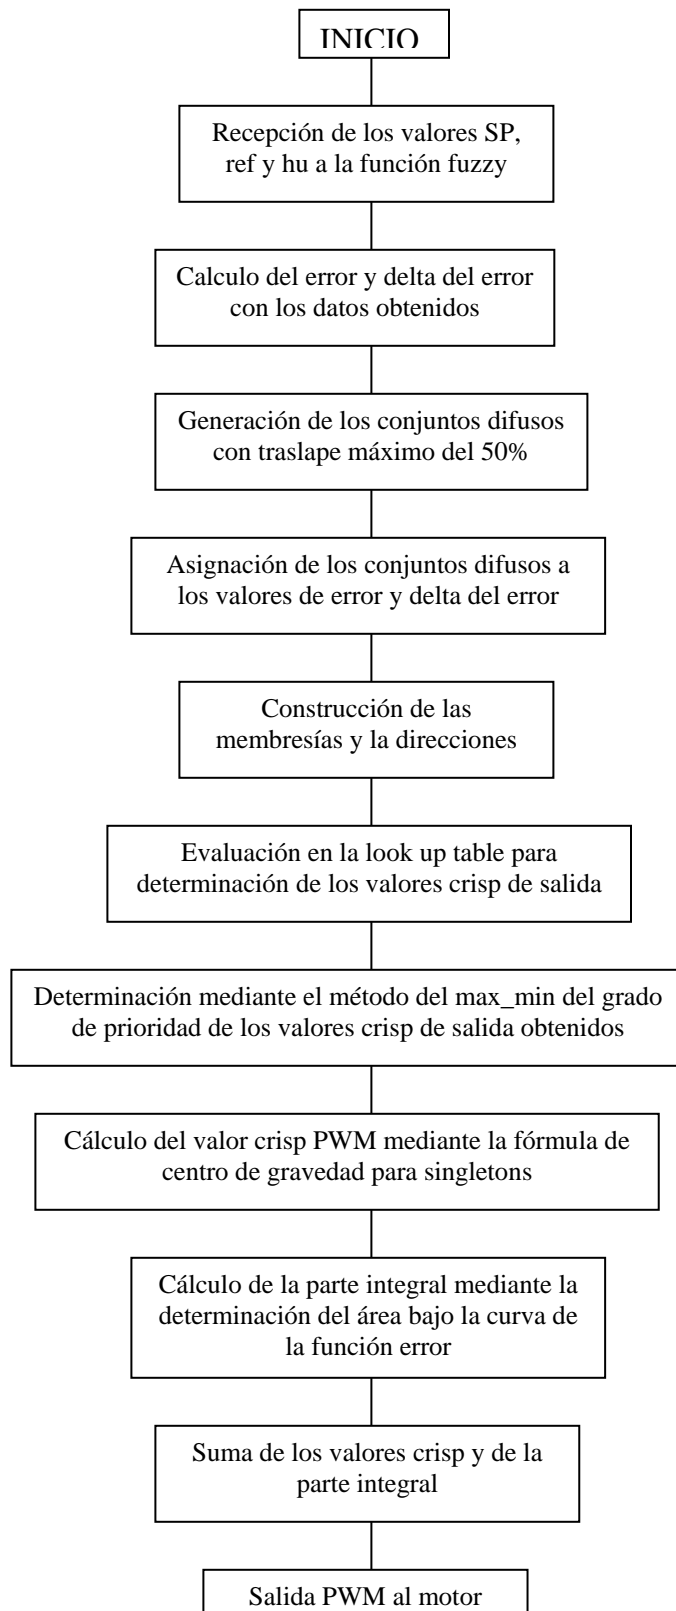 INICIO
Recepción de los valores SP,
ref y hu a la función fuzzy
Calculo del error y delta del error
con los datos obtenidos
Generación de los conjuntos difusos
con traslape máximo del 50%
Asignación de los conjuntos difusos a
los valores de error y delta del error
Construcción de las
membresías y la direcciones
Evaluación en la look up table para
determinación de los valores crisp de salida
Determinación mediante el método del max_min del grado
de prioridad de los valores crisp de salida obtenidos
Cálculo del valor crisp PWM mediante la fórmula de
centro de gravedad para singletons
Cálculo de la parte integral mediante la
determinación del área bajo la curva de
la función error
Suma de los valores crisp y de la
parte integral
Salida PWM al motor